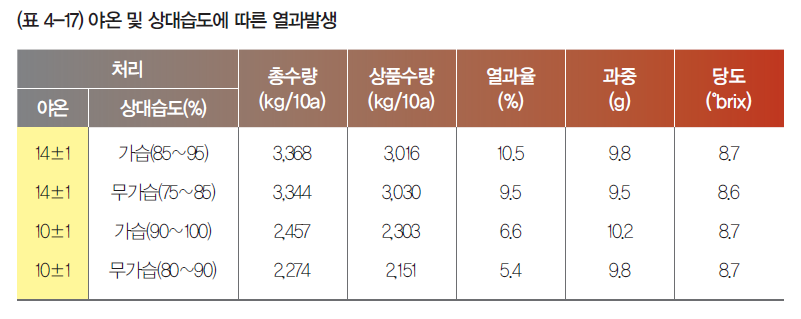 (표 4-17) 야온 및 상대습도에 따른 열과발생
처리 총수량 (kg/10a) 상품수량 (kg/10a) 열과율 (%) 과중 (g) 당도 (°brix)
야온 상대습도(%)
14±1 가습(85~95) 3,368 3,016 10.5 9.8 8.7
14±1 무가습(75~85) 3,344 3,030 9.5 9.5 8.6
10±1 가습(90~100) 2,457 2,303 6.6 10.2 8.7
10±1 무가습(80~90) 2,274 2,151 5.4 9.8 8.7